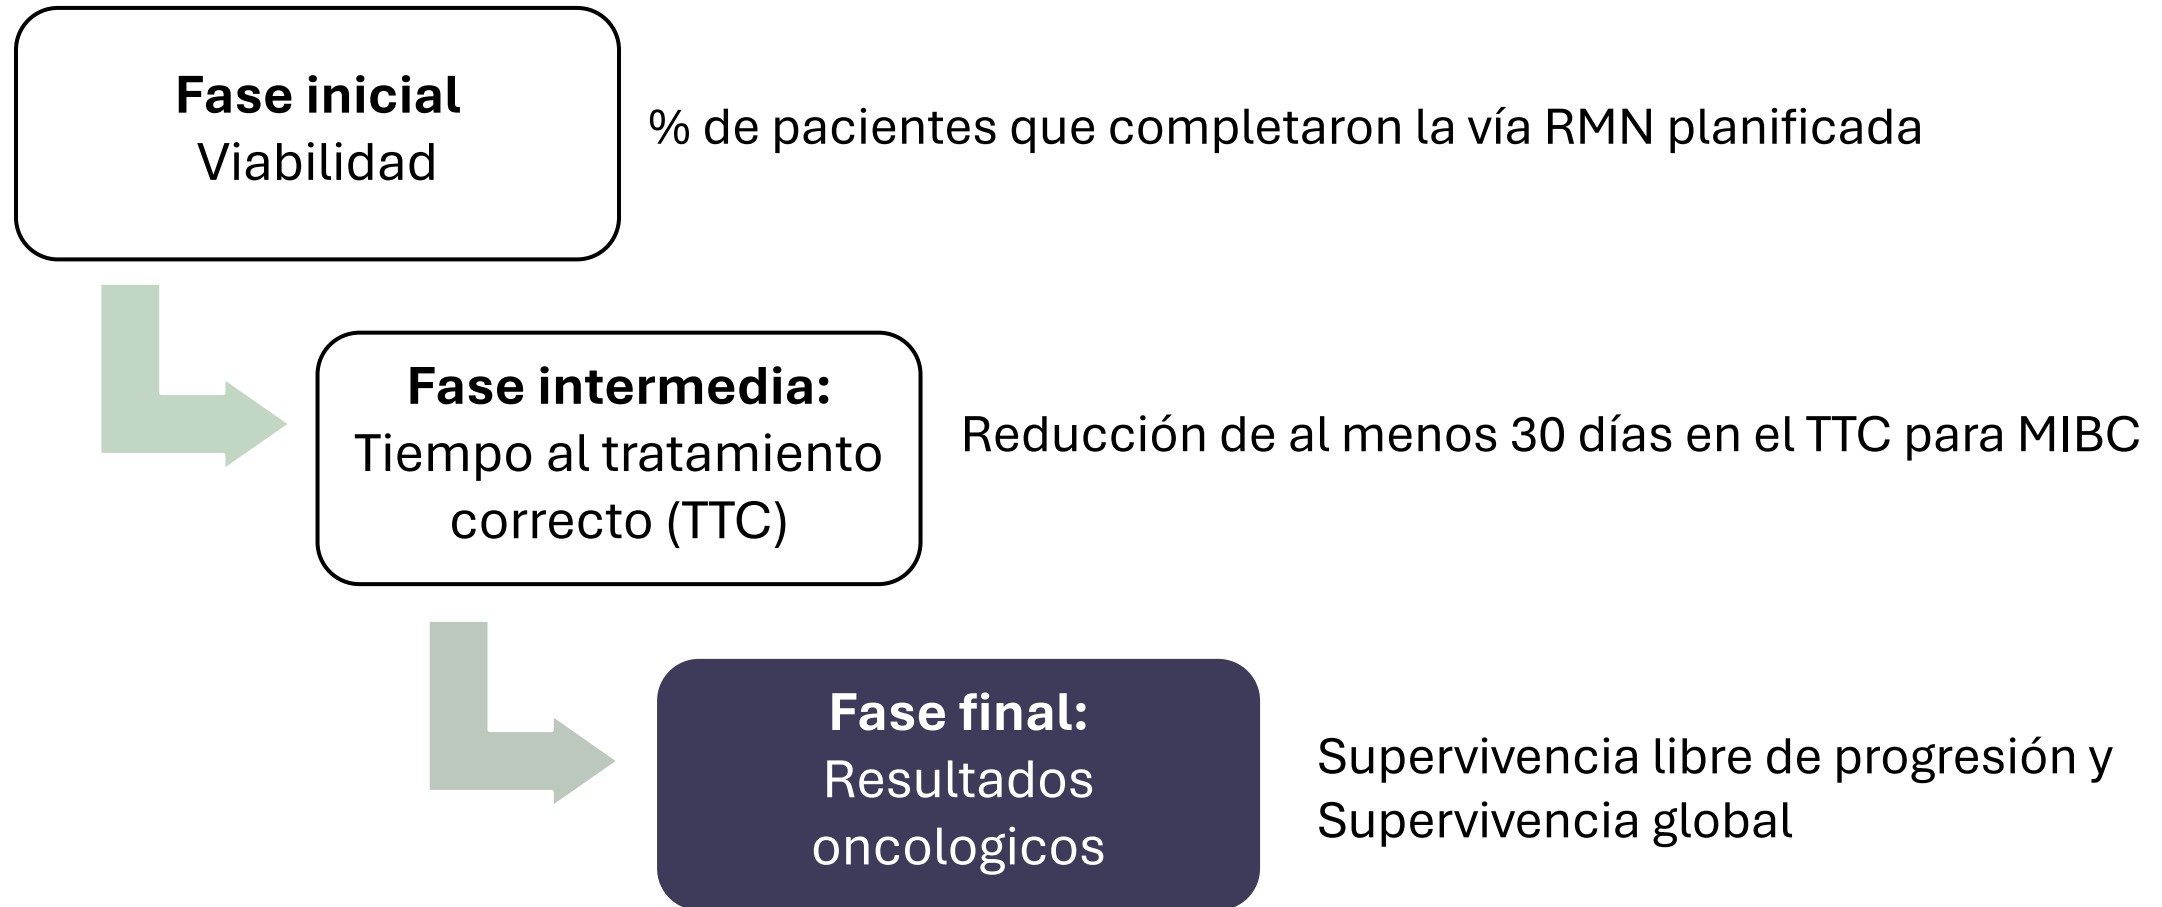 Fase inicial
Viabilidad
% de pacientes que completaron la vía RMN planificada
Fase intermedia:
Tiempo al tratamiento
correcto (TTC)
Reducción de al menos 30 días en el TTC para MIBC
Fase final:
Resultados
oncologicos
Supervivencia libre de progresión y
Supervivencia global